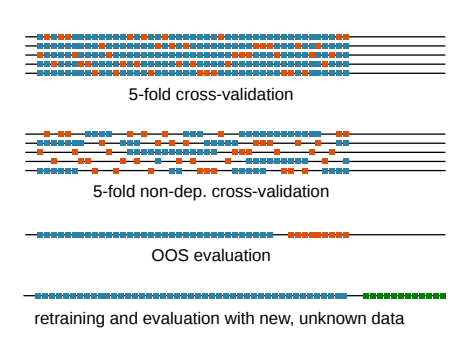 5-fold cross-validation
5-fold non-dep. cross-validation
OOS evaluation
retraining and evaluation with new, unknown data